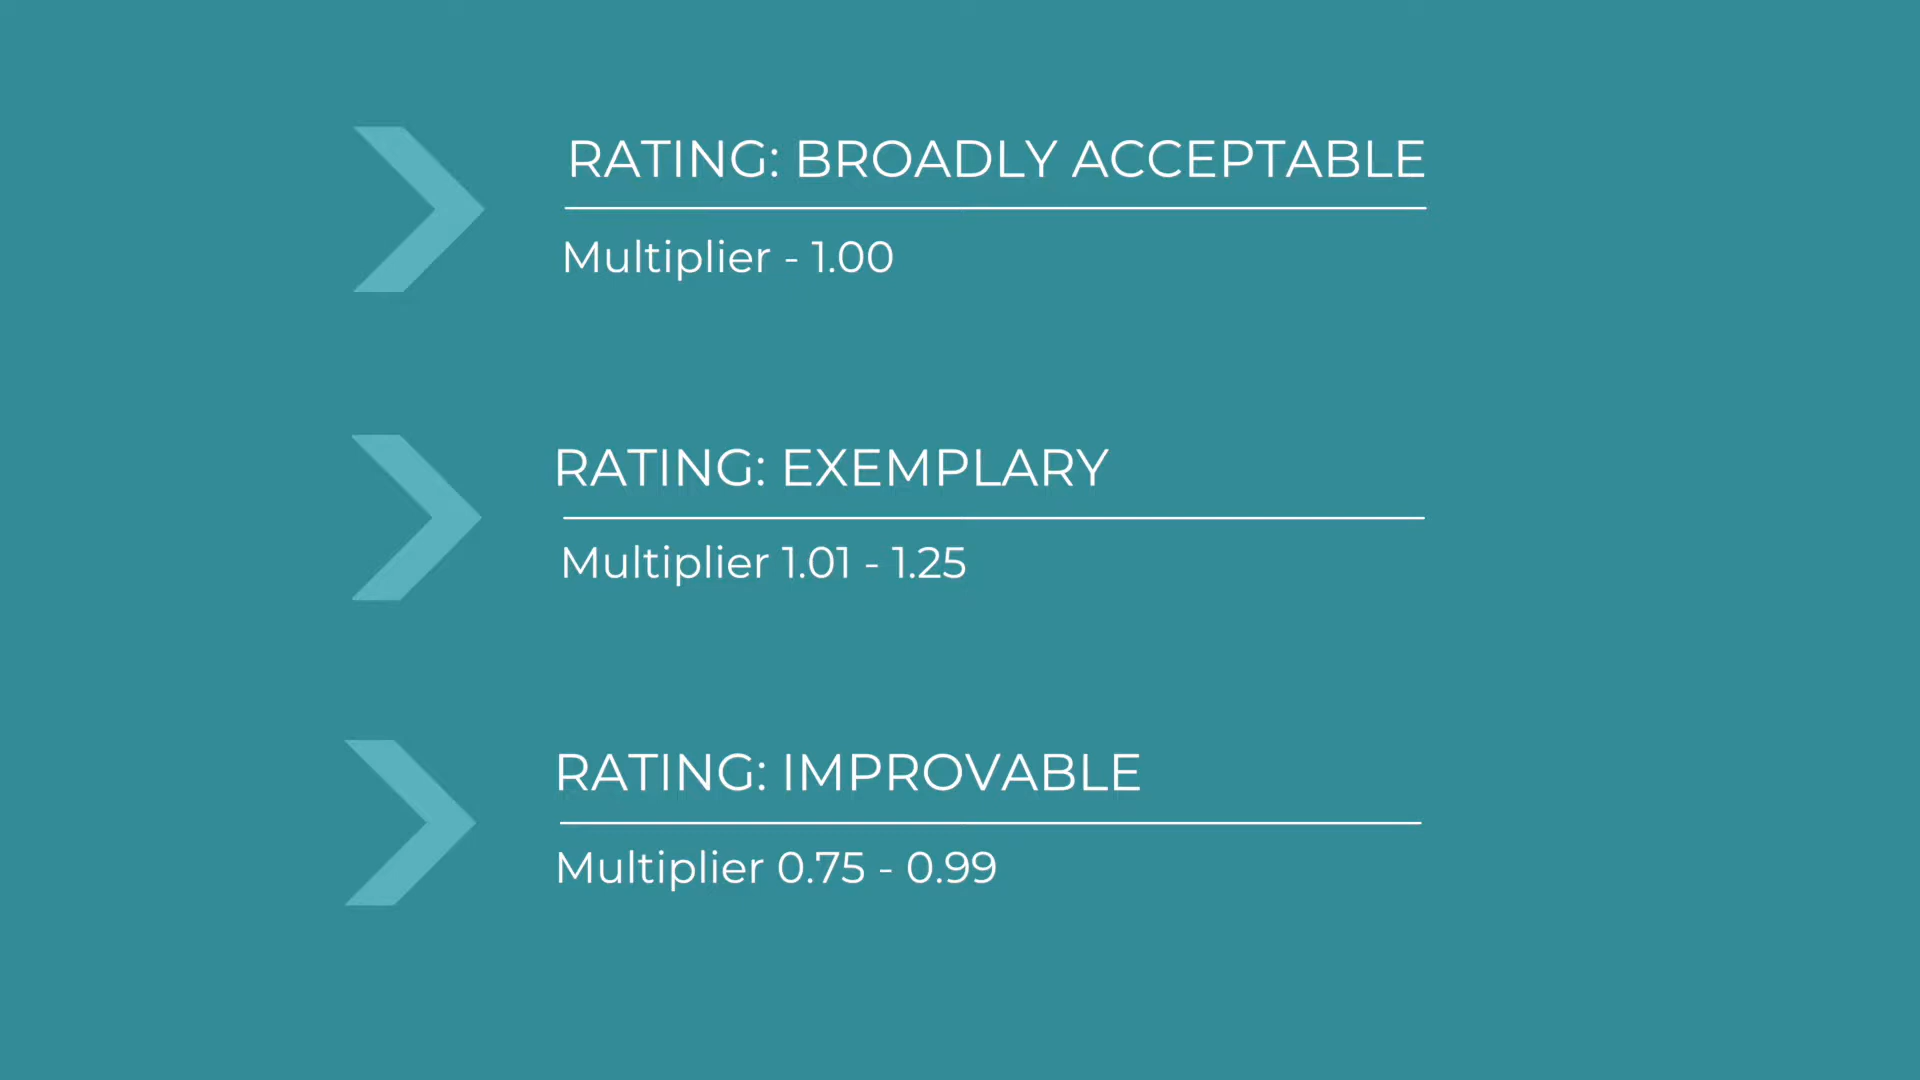 RATING: BROADLY ACCEPTABLE
Multiplier - 1.00
RATING: EXEMPLARY
Multiplier 1.01 - 1.25
RATING: IMPROVABLE
Multiplier 0.75 - 0.99